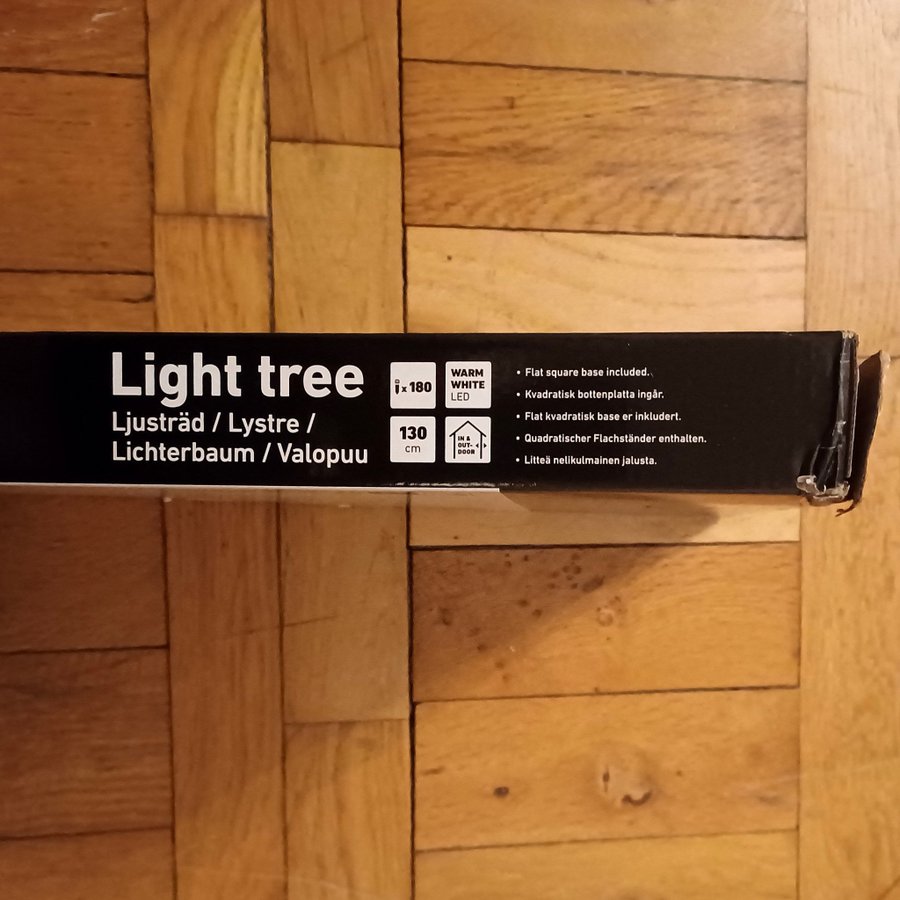 Light tree
Ljusträd / Lystre /
Lichterbaum / Valopuu
x 180
WARM
WHITE
LED
130
cm
IN &
OUT-
DOOR
• Flat square base included.
• Kvadratisk bottenplatta ingår.
• Flat kvadratisk base er inkludert.
• Quadratischer Flachständer enthalten.
• Litteä nelikulmainen jalusta.